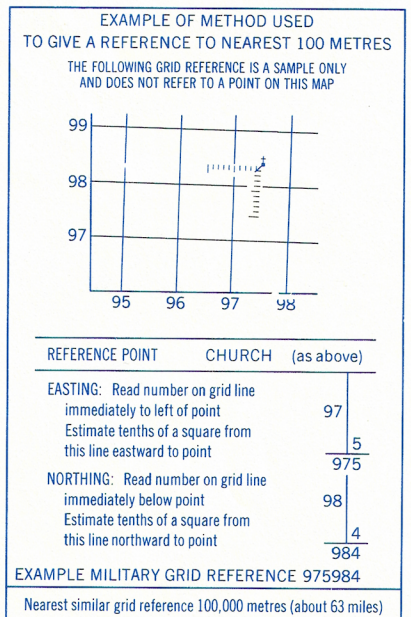 EXAMPLE OF METHOD USED
TO GIVE A REFERENCE TO NEAREST 100 METRES
THE FOLLOWING GRID REFERENCE IS A SAMPLE ONLY
AND DOES NOT REFER TO A POINT ON THIS MAP
99
98
97
95 96 97 98
REFERENCE POINT CHURCH (as above)
EASTING: Read number on grid line
immediately to left of point 97
Estimate tenths of a square from
this line eastward to point 5
975
NORTHING: Read number on grid line
immediately below point 98
Estimate tenths of a square from
this line northward to point 4
984
EXAMPLE MILITARY GRID REFERENCE 975984
Nearest similar grid reference 100,000 metres (about 63 miles)